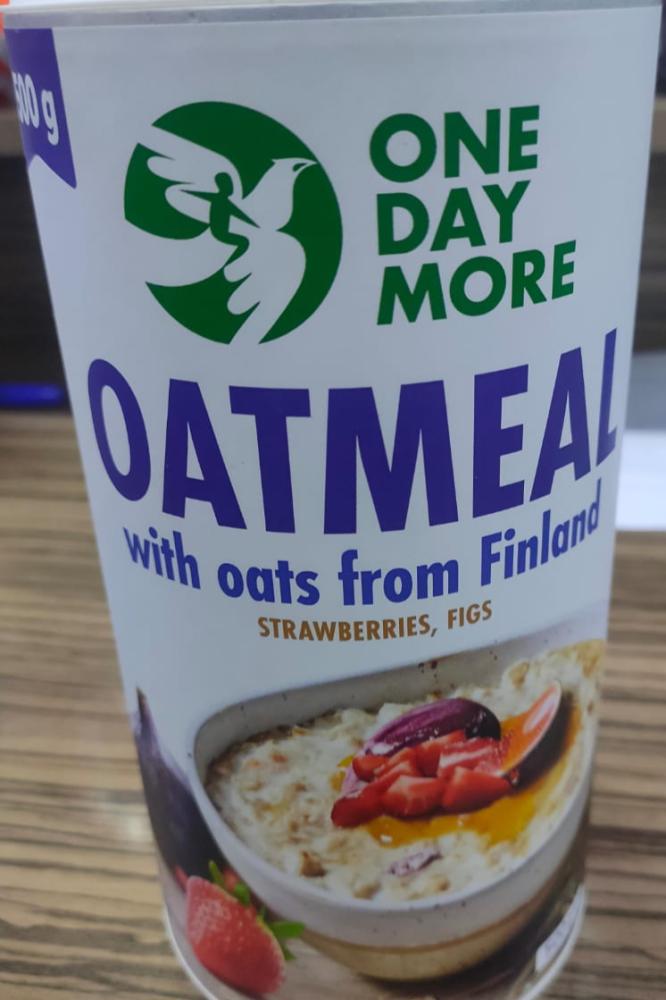 ONE
DAY
MORE
OATMEAL
with oats from Finland
STRAWBERRIES, FIGS